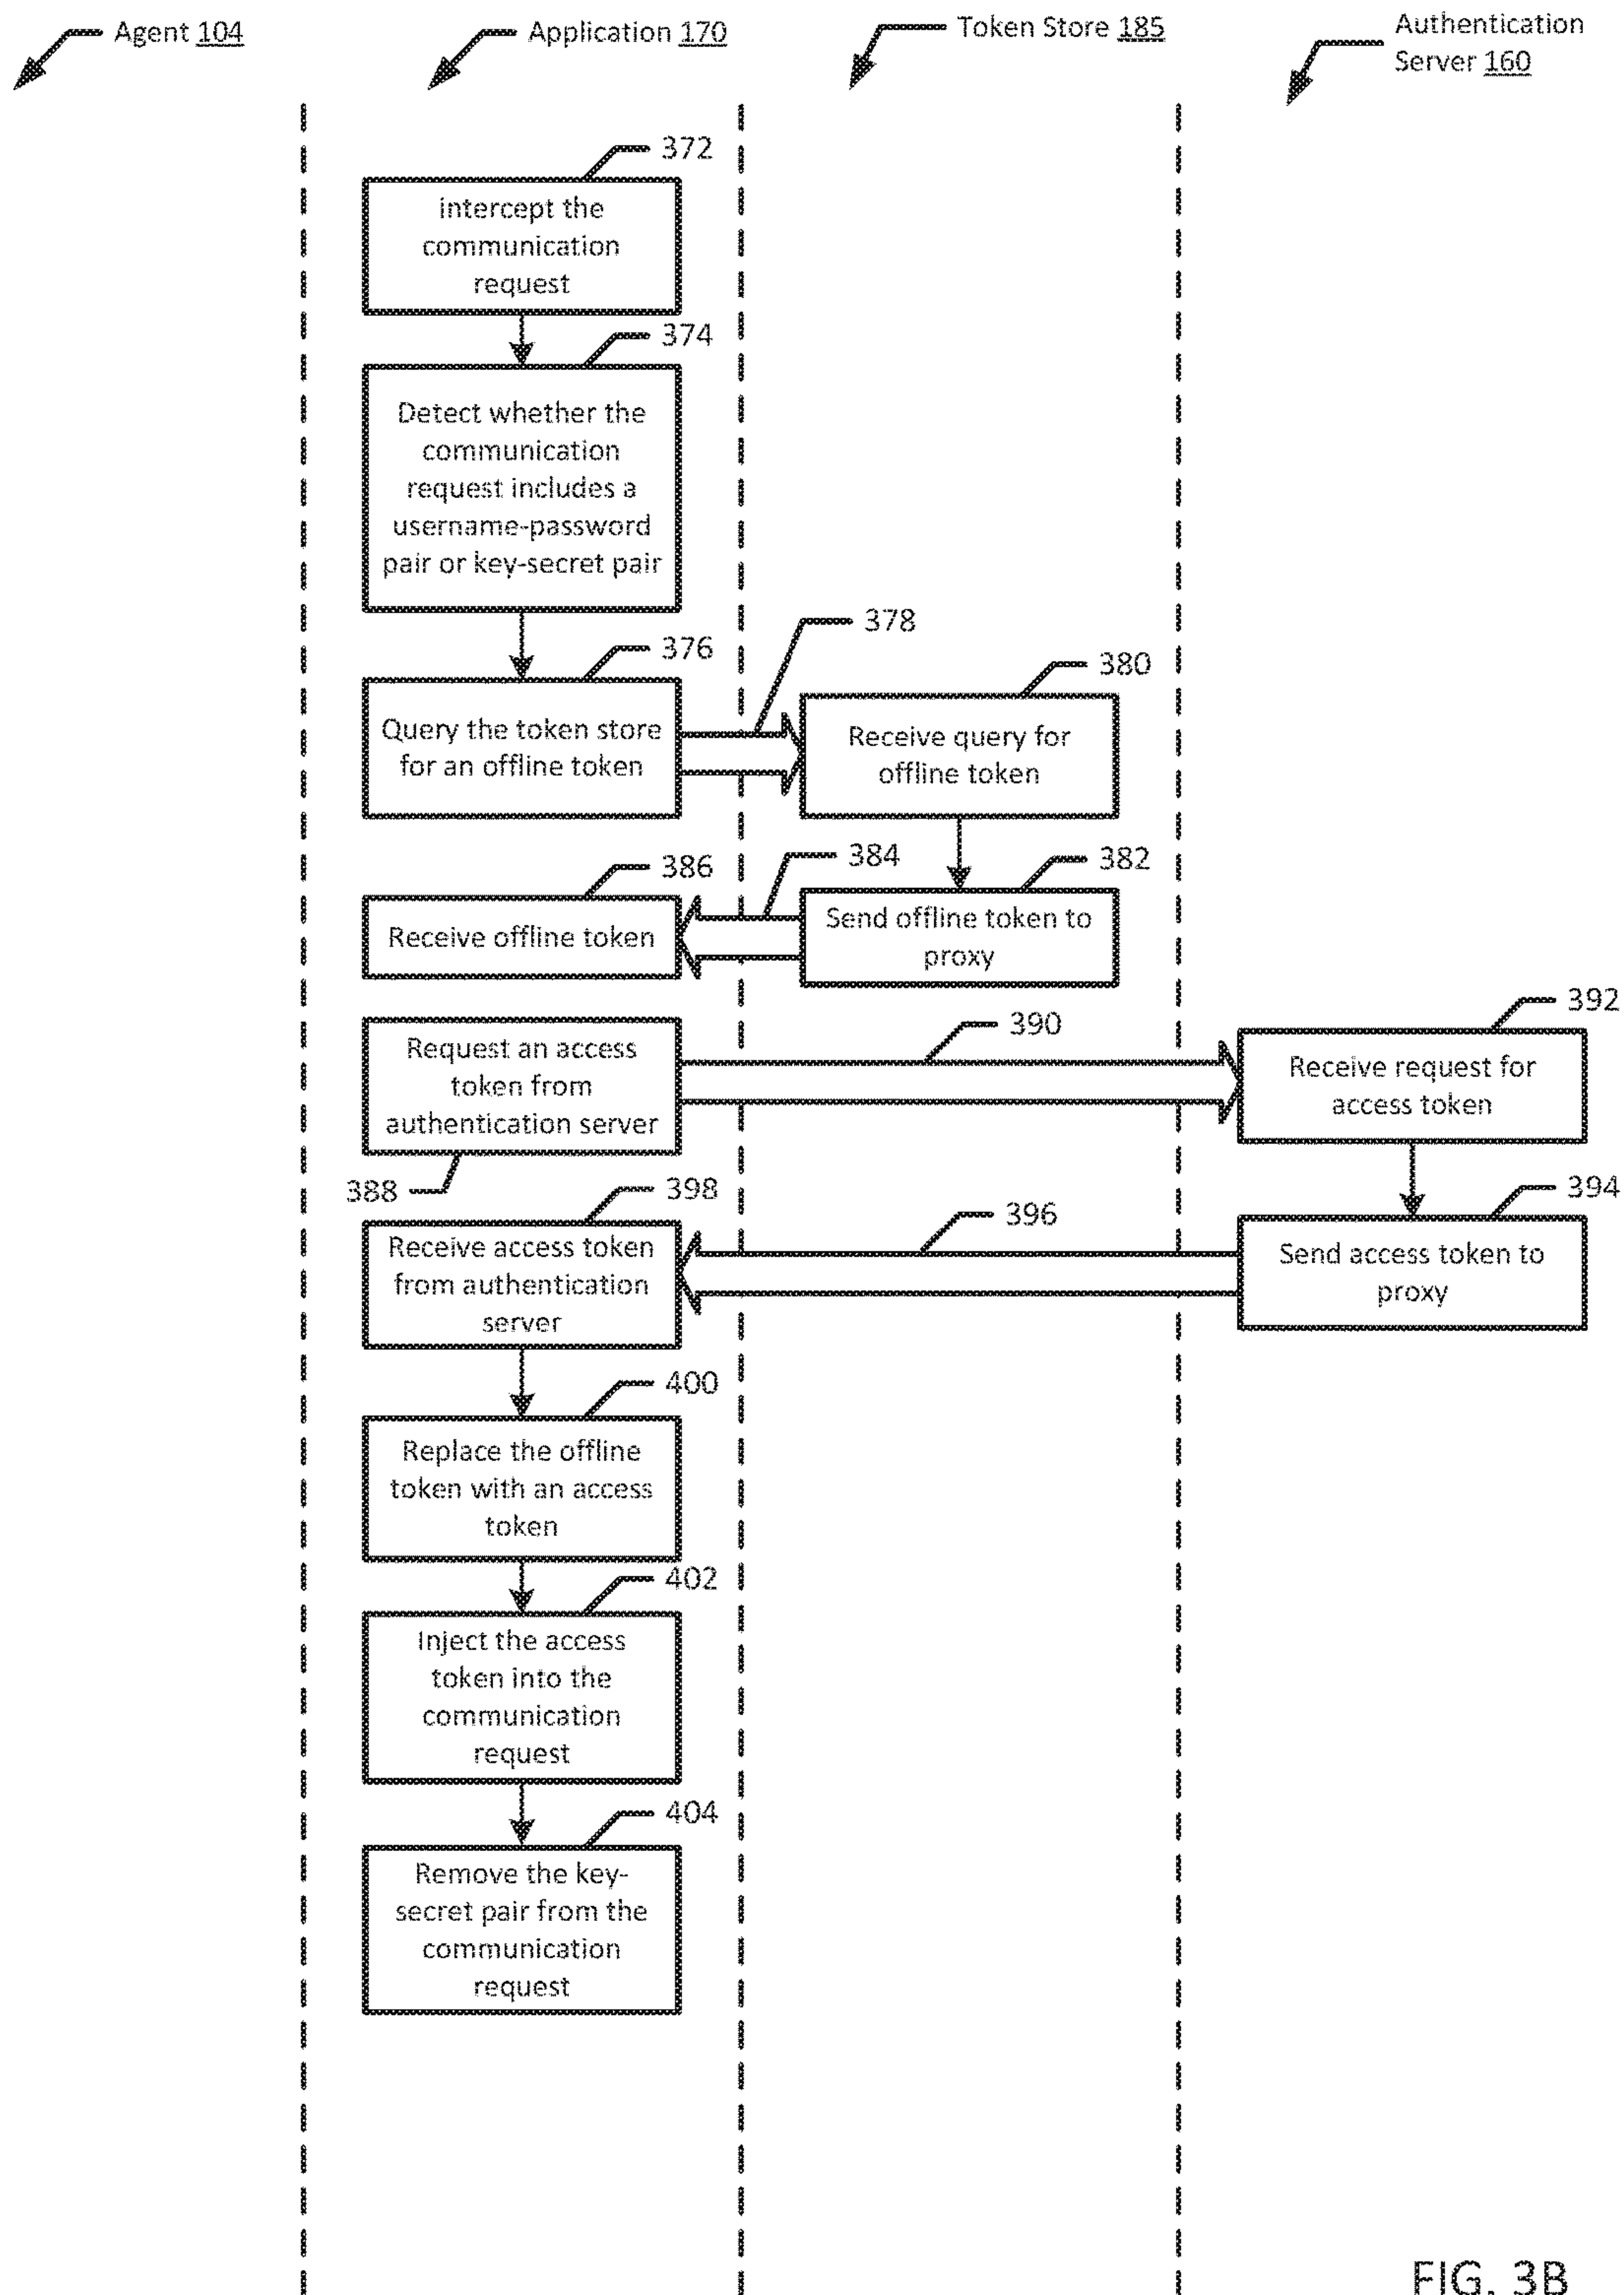 Agent 104
Application 170
Token Store 185
Authentication
Server 160
372
intercept the
communication
request
374
Detect whether the
communication
request includes a
username-password
pair or key-secret pair
376
Query the token store
for an offline token
378
380
Receive query for
offline token
382
Send offline token to
proxy
384
386
Receive offline token
Request an access
token from
authentication server
388
390
392
Receive request for
access token
394
Send access token to
proxy
396
398
Receive access token
from authentication
server
400
Replace the offline
token with an access
token
402
Inject the access
token into the
communication
request
404
Remove the key-
secret pair from the
communication
request
FIG. 3B